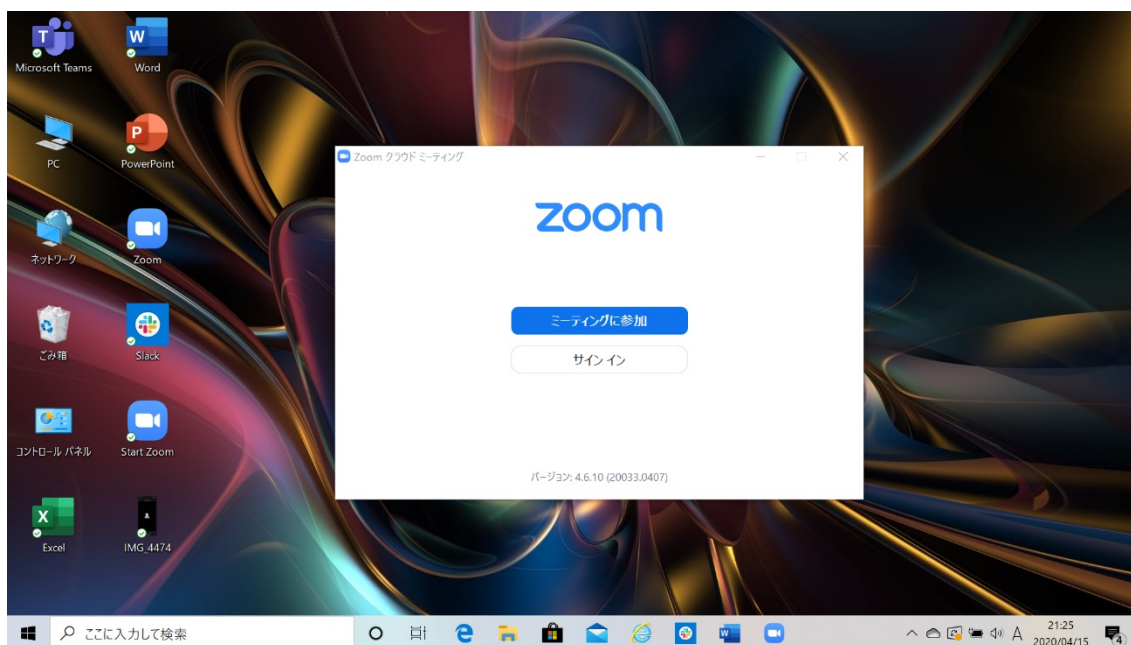 Microsoft Teams
Word
PC
PowerPoint
ネットワーク
Zoom
ごみ箱
Slack
コントロール パネル
Start Zoom
Excel
IMG_4474
Zoom クラウド ミーティング
zoom
ミーティングに参加
サイン イン
バージョン: 4.6.10 (20033.0407)
ここに入力して検索
A
21:25
2020/04/15
4